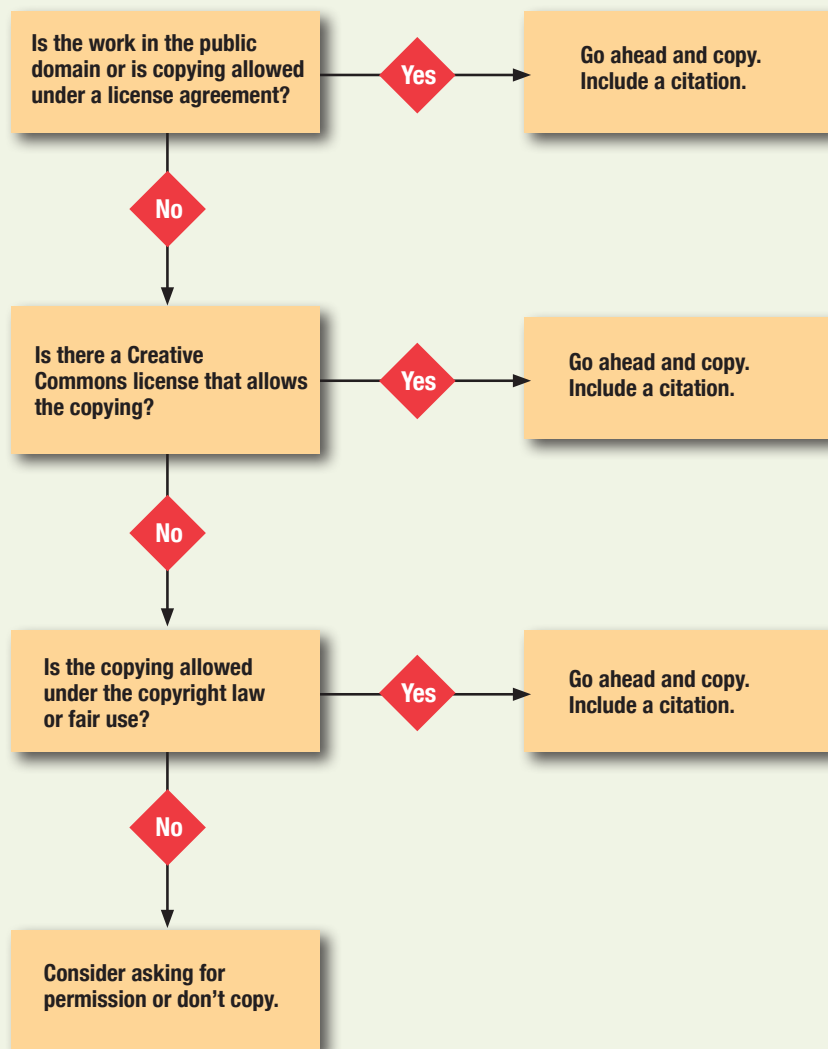 Is the work in the public
domain or is copying allowed
under a license agreement?
Yes
Go ahead and copy.
Include a citation.
No
Is there a Creative
Commons license that allows
the copying?
Yes
Go ahead and copy.
Include a citation.
No
Is the copying allowed
under the copyright law
or fair use?
Yes
Go ahead and copy.
Include a citation.
No
Consider asking for
permission or don’t copy.